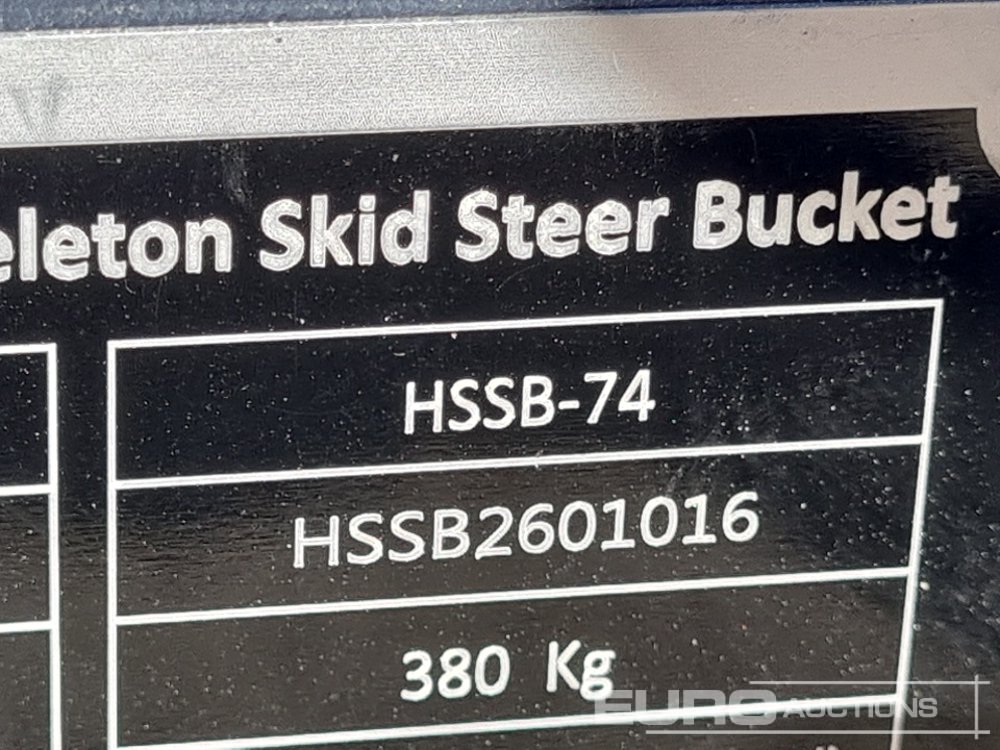 eleton Skid Steer Bucket
HSSB-74
HSSB2601016
380 Kg
EURO AUCTIONS